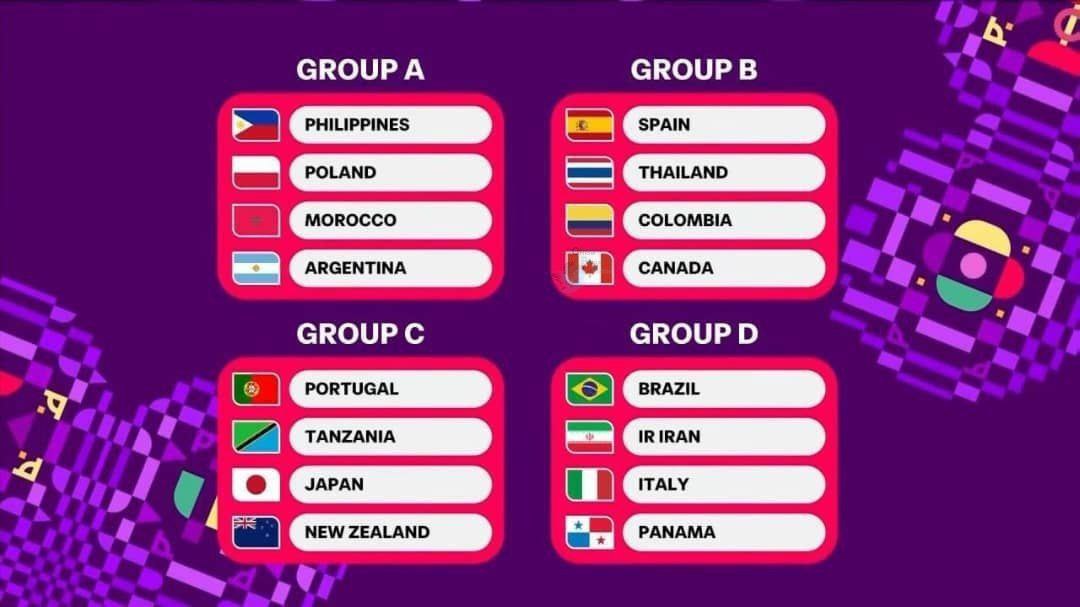 GROUP A
PHILIPPINES
POLAND
MOROCCO
ARGENTINA
GROUP B
SPAIN
THAILAND
COLOMBIA
CANADA
GROUP C
PORTUGAL
TANZANIA
JAPAN
NEW ZEALAND
GROUP D
BRAZIL
IR IRAN
ITALY
PANAMA